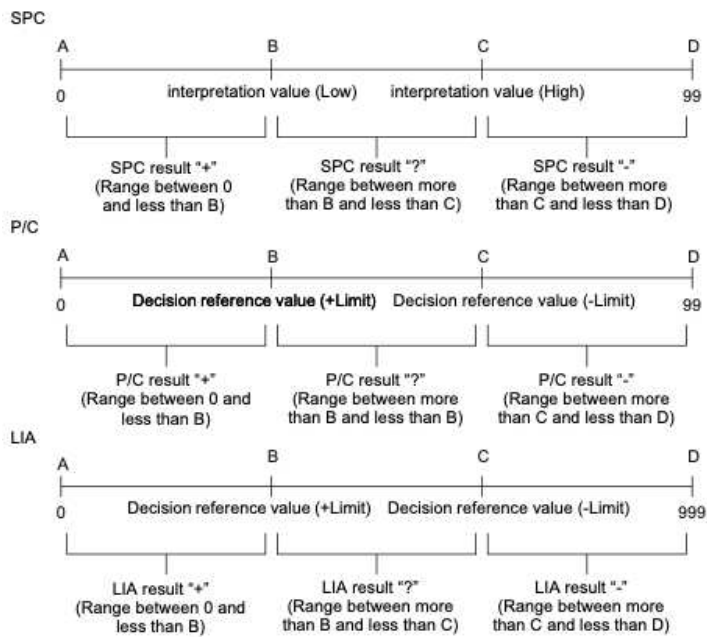 SPC
A B C D
0 interpretation value (Low) interpretation value (High) 99
SPC result “+” SPC result “?” SPC result “-”
(Range between 0 (Range between more (Range between more
and less than B) than B and less than C) than C and less than D)
P/C
A B C D
0 Decision reference value (+Limit) Decision reference value (-Limit) 99
P/C result “+” P/C result “?” P/C result “-”
(Range between 0 and (Range between more (Range between more
less than B) than B and less than B) than C and less than D)
LIA
A B C D
0 Decision reference value (+Limit) Decision reference value (-Limit) 999
LIA result “+” LIA result “?” LIA result “-”
(Range between 0 and (Range between more (Range between more
less than B) than B and less than C) than C and less than D)